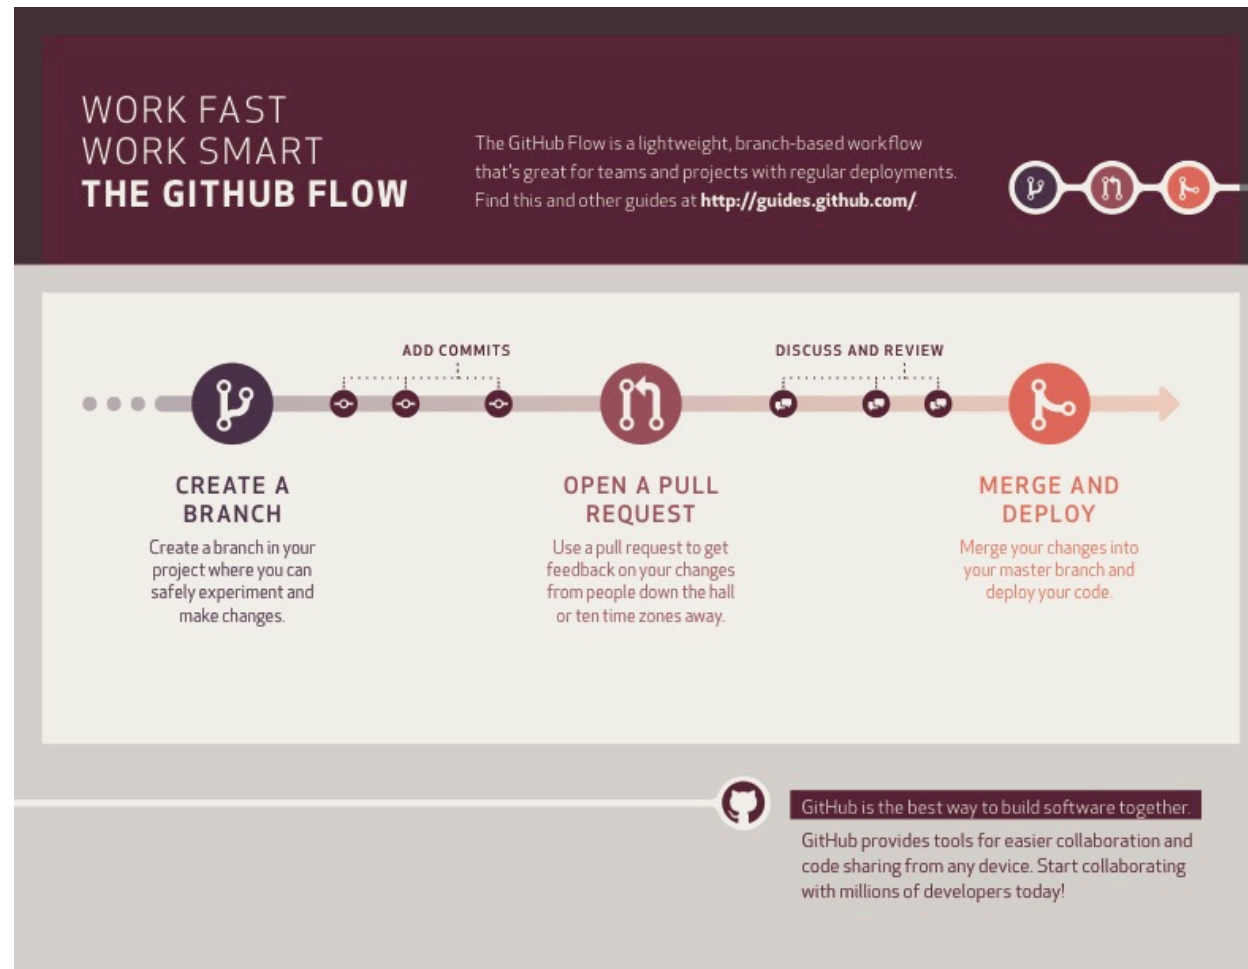 WORK FAST
WORK SMART
THE GITHUB FLOW
The GitHub Flow is a lightweight, branch-based workflow
that's great for teams and projects with regular deployments.
Find this and other guides at http://guides.github.com/.
ADD COMMITS
DISCUSS AND REVIEW
CREATE A
BRANCH
Create a branch in your
project where you can
safely experiment and
make changes.
OPEN A PULL
REQUEST
Use a pull request to get
feedback on your changes
from people down the hall
or ten time zones away.
MERGE AND
DEPLOY
Merge your changes into
your master branch and
deploy your code.
GitHub is the best way to build software together.
GitHub provides tools for easier collaboration and
code sharing from any device. Start collaborating
with millions of developers today!